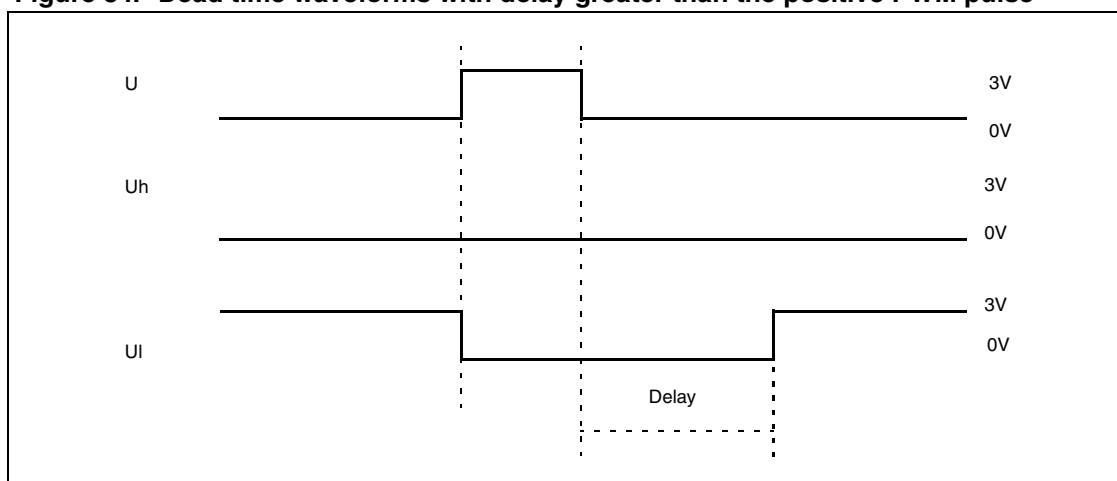 Figure Dead time waveforms with delay greater than the positive PWM pulse
U 3V
0V
Uh 3V
0V
3V
Ul 0V
Delay